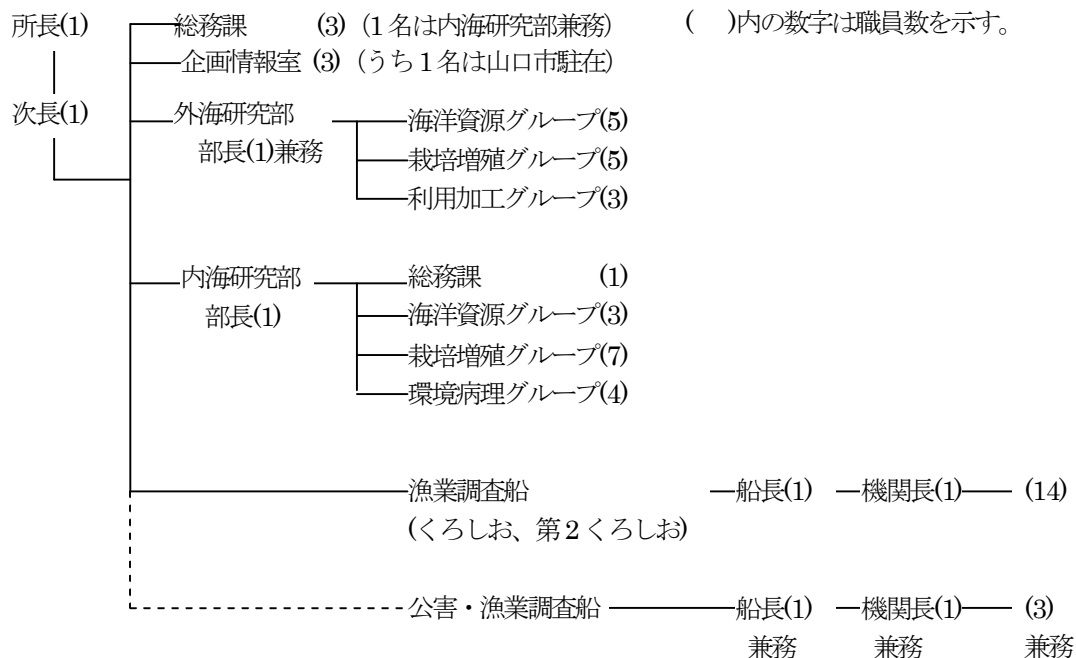 所長(1) 総務課 (3) (1名は内海研究部兼務) ( )内の数字は職員数を示す。
企画情報室 (3) (うち1名は山口市駐在)
次長(1) 外海研究部 海洋資源グループ(5)
部長(1)兼務 栽培増殖グループ(5)
利用加工グループ(3)
内海研究部 総務課 (1)
部長(1) 海洋資源グループ(3)
栽培増殖グループ(7)
環境病理グループ(4)
漁業調査船 船長(1) 機関長(1) (14)
(くろしお、第2くろしお)
公害・漁業調査船 船長(1) 機関長(1) (3)
兼務 兼務 兼務